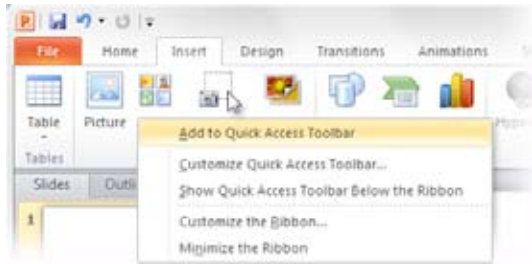 P
File Home Insert Design Transitions Animations
Table Picture
Tables
Add to Quick Access Toolbar
Customize Quick Access Toolbar...
Show Quick Access Toolbar Below the Ribbon
Customize the Ribbon...
Minimize the Ribbon
Slides Outli
1